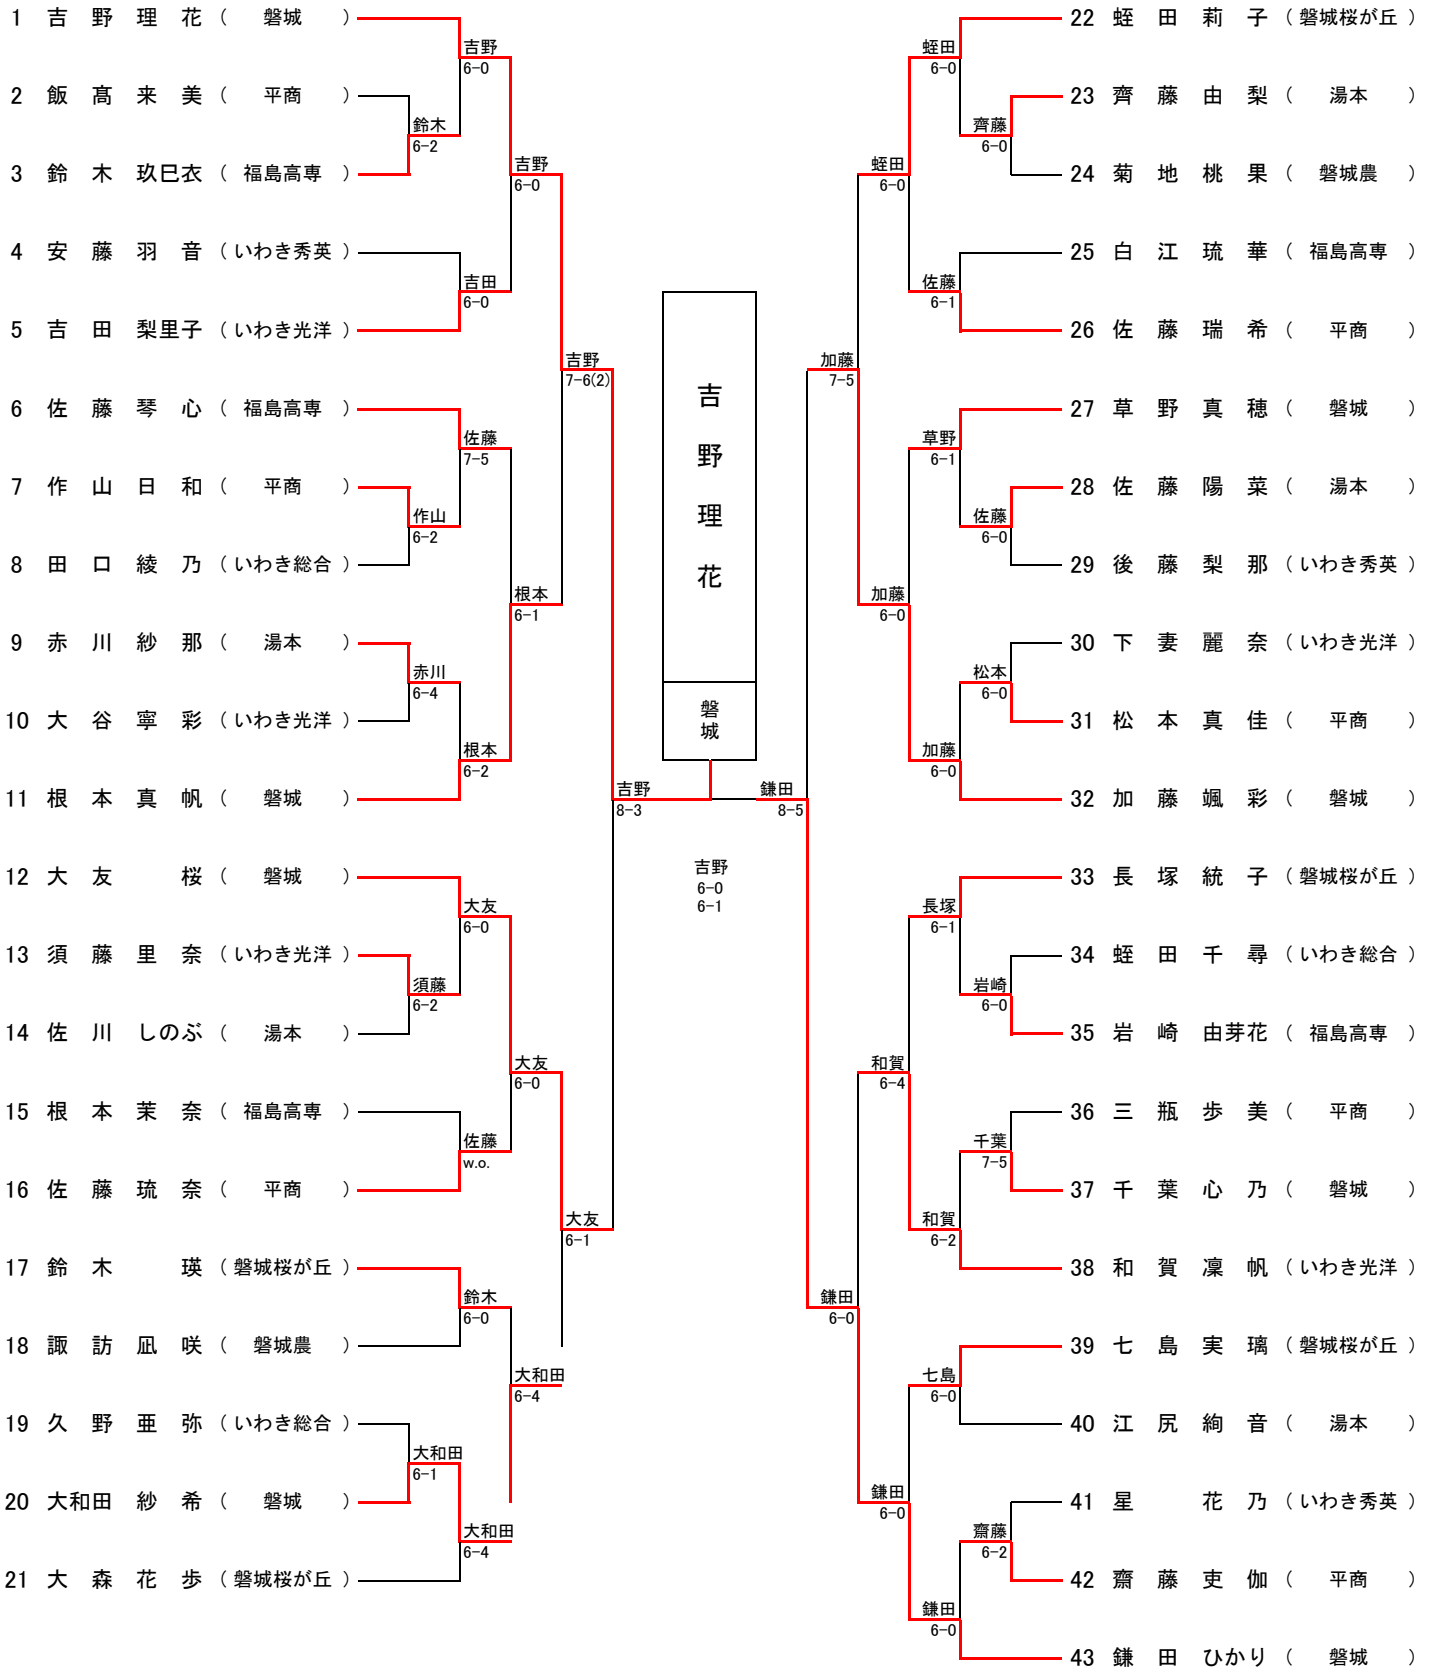 1 吉野理花 （ 磐城 ）
2 飯髙来美 （ 平商 ）
3 鈴木玖巳衣 （ 福島高専 ）
4 安藤羽音 （ いわき秀英 ）
5 吉田梨里子 （ いわき光洋 ）
6 佐藤琴心 （ 福島高専 ）
7 作山日和 （ 平商 ）
8 田口綾乃 （ いわき総合 ）
9 赤川紗那 （ 湯本 ）
10 大谷寧彩 （ いわき光洋 ）
11 根本真帆 （ 磐城 ）
12 大友桜 （ 磐城 ）
13 須藤里奈 （ いわき光洋 ）
14 佐川しのぶ （ 湯本 ）
15 根本茉奈 （ 福島高専 ）
16 佐藤琉奈 （ 平商 ）
17 鈴木瑛 （ 磐城桜が丘 ）
18 諏訪凪咲 （ 磐城農 ）
19 久野亜弥 （ いわき総合 ）
20 大和田紗希 （ 磐城 ）
21 大森花歩 （ 磐城桜が丘 ）
鈴木
6-2
作山
6-2
赤川
6-4
須藤
6-2
大和田
6-1
吉野
6-0
吉田
6-0
佐藤
7-5
根本
6-2
大友
6-0
佐藤
w.o.
鈴木
6-0
大和田
6-4
吉野
6-0
根本
6-1
大友
6-0
大和田
6-4
吉野
7-6(2)
大友
6-1
吉野
8-3
吉野理花
磐城
吉野
6-0
6-1
鎌田
8-5
加藤
7-5
鎌田
6-0
蛭田
6-0
加藤
6-0
和賀
6-4
鎌田
6-0
蛭田
6-0
佐藤
6-1
草野
6-1
加藤
6-0
長塚
6-1
和賀
6-2
七島
6-0
鎌田
6-0
齊藤
6-0
佐藤
6-0
松本
6-0
岩崎
6-0
千葉
7-5
齋藤
6-2
22 蛭田莉子 （ 磐城桜が丘 ）
23 齊藤由梨 （ 湯本 ）
24 菊地桃果 （ 磐城農 ）
25 白江琉華 （ 福島高専 ）
26 佐藤瑞希 （ 平商 ）
27 草野真穂 （ 磐城 ）
28 佐藤陽菜 （ 湯本 ）
29 後藤梨那 （ いわき秀英 ）
30 下妻麗奈 （ いわき光洋 ）
31 松本真佳 （ 平商 ）
32 加藤颯彩 （ 磐城 ）
33 長塚統子 （ 磐城桜が丘 ）
34 蛭田千尋 （ いわき総合 ）
35 岩崎由芽花 （ 福島高専 ）
36 三瓶歩美 （ 平商 ）
37 千葉心乃 （ 磐城 ）
38 和賀凜帆 （ いわき光洋 ）
39 七島実璃 （ 磐城桜が丘 ）
40 江尻絢音 （ 湯本 ）
41 星花乃 （ いわき秀英 ）
42 齋藤吏伽 （ 平商 ）
43 鎌田ひかり （ 磐城 ）